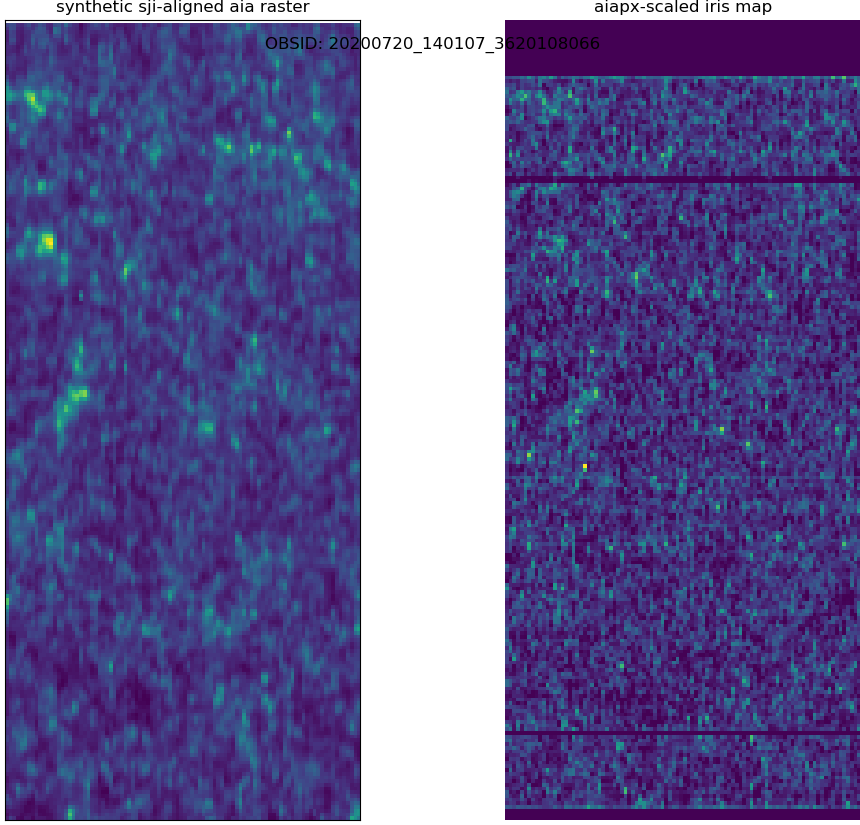 synthetic sji-aligned aia raster
aiapx-scaled iris map
OBSID: 20200720_140107_3620108066